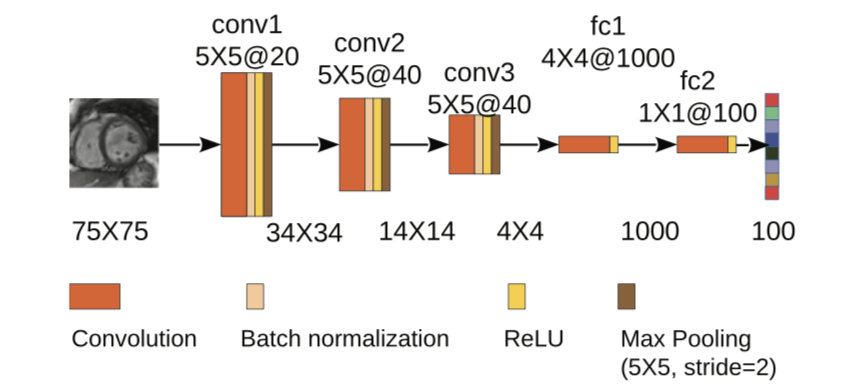 conv1
5X5@20
conv2
5X5@40
conv3
5X5@40
fc1
4X4@1000
fc2
1X1@100
75X75
34X34
14X14
4X4
1000
100
Convolution
Batch normalization
ReLU
Max Pooling
(5X5, stride=2)